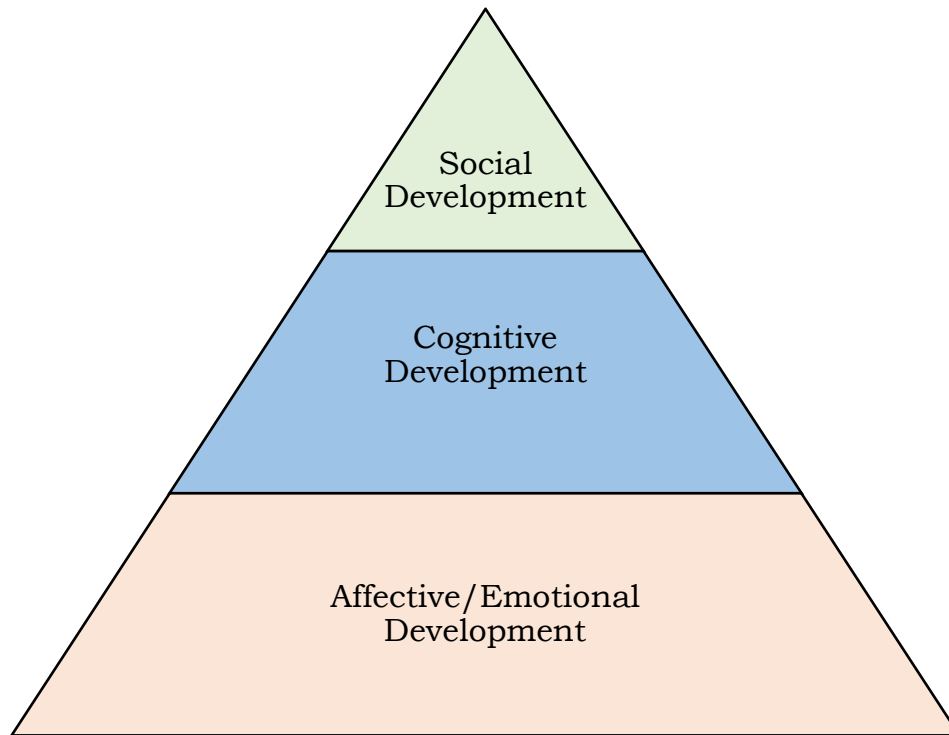 Social
Development
Cognitive
Development
Affective/Emotional
Development